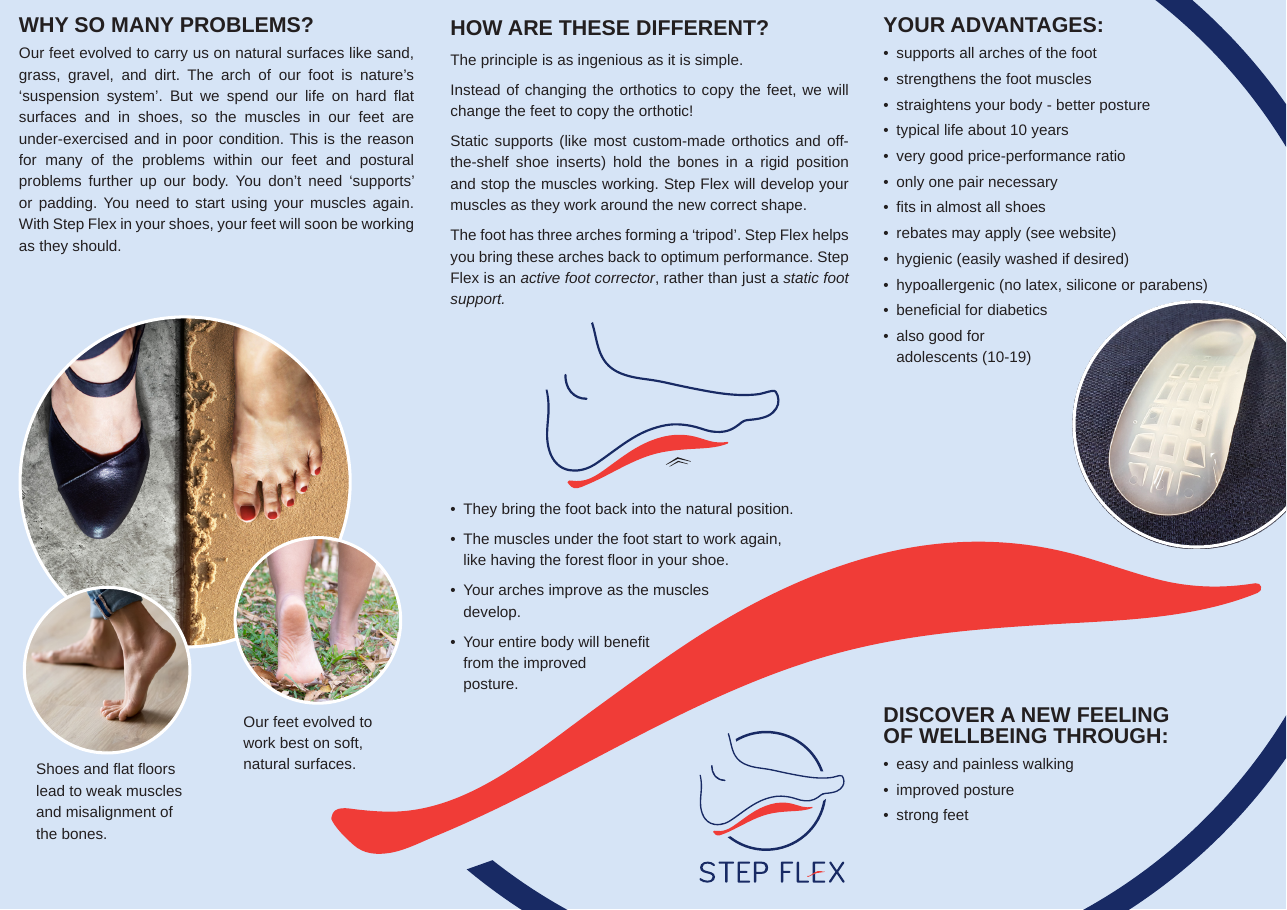 WHY SO MANY PROBLEMS?
Our feet evolved to carry us on natural surfaces like sand,
grass, gravel, and dirt. The arch of our foot is nature’s
‘suspension system’. But we spend our life on hard flat
surfaces and in shoes, so the muscles in our feet are
under-exercised and in poor condition. This is the reason
for many of the problems within our feet and postural
problems further up our body. You don’t need ‘supports’
or padding. You need to start using your muscles again.
With Step Flex in your shoes, your feet will soon be working
as they should.
Shoes and flat floors
lead to weak muscles
and misalignment of
the bones.
Our feet evolved to
work best on soft,
natural surfaces.
HOW ARE THESE DIFFERENT?
The principle is as ingenious as it is simple.
Instead of changing the orthotics to copy the feet, we will
change the feet to copy the orthotic!
Static supports (like most custom-made orthotics and off-
the-shelf shoe inserts) hold the bones in a rigid position
and stop the muscles working. Step Flex will develop your
muscles as they work around the new correct shape.
The foot has three arches forming a ‘tripod’. Step Flex helps
you bring these arches back to optimum performance. Step
Flex is an active foot corrector, rather than just a static foot
support.
• They bring the foot back into the natural position.
• The muscles under the foot start to work again,
like having the forest floor in your shoe.
• Your arches improve as the muscles
develop.
• Your entire body will benefit
from the improved
posture.
STEP FLEX
YOUR ADVANTAGES:
• supports all arches of the foot
• strengthens the foot muscles
• straightens your body - better posture
• typical life about 10 years
• very good price-performance ratio
• only one pair necessary
• fits in almost all shoes
• rebates may apply (see website)
• hygienic (easily washed if desired)
• hypoallergenic (no latex, silicone or parabens)
• beneficial for diabetics
• also good for
adolescents (10-19)
DISCOVER A NEW FEELING
OF WELLBEING THROUGH:
• easy and painless walking
• improved posture
• strong feet